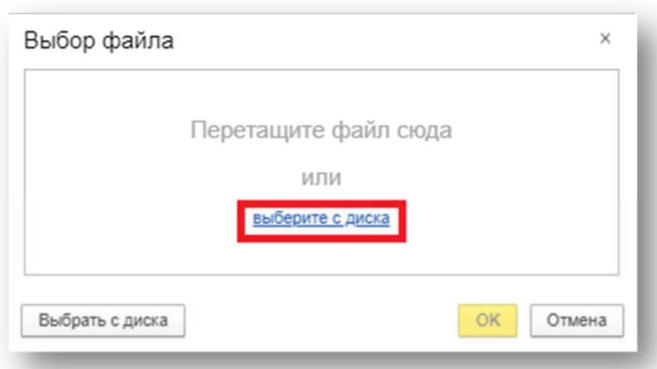 Выбор файла
Перетащите файл сюда
или
выберите с диска
Выбрать с диска
OK
Отмена